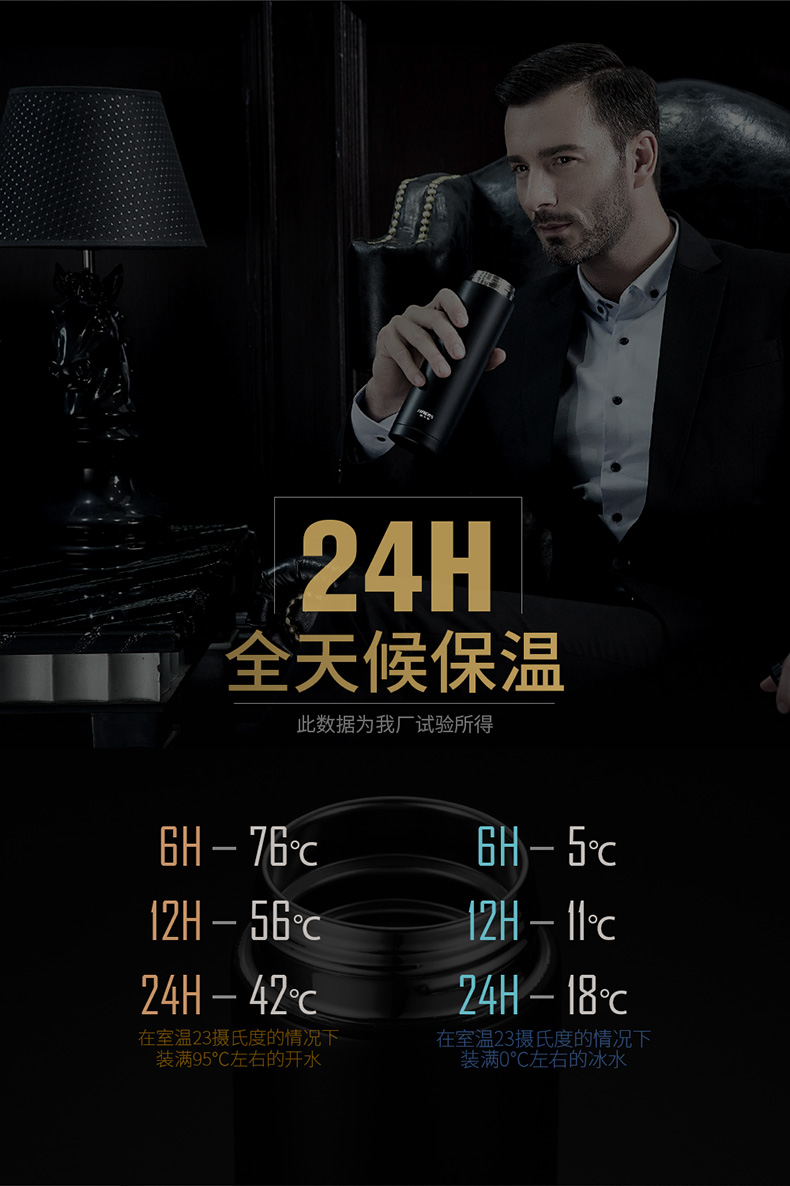 24H
全天候保温
此数据为我厂试验所得
6H — 76℃
12H — 56℃
24H — 42℃
在室温23摄氏度的情况下
装满95°C左右的开水
6H — 5℃
12H — 11℃
24H — 18℃
在室温23摄氏度的情况下
装满0°C左右的冰水